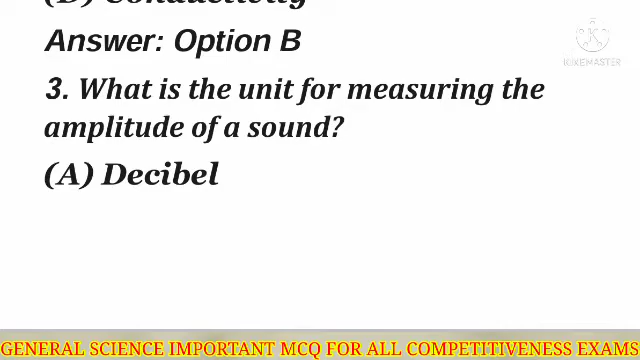 (D) Conductivity
Answer: Option B
KINEMASTER
3. What is the unit for measuring the
amplitude of a sound?
(A) Decibel
GENERAL SCIENCE IMPORTANT MCQ FOR ALL COMPETITIVENESS EXAMS